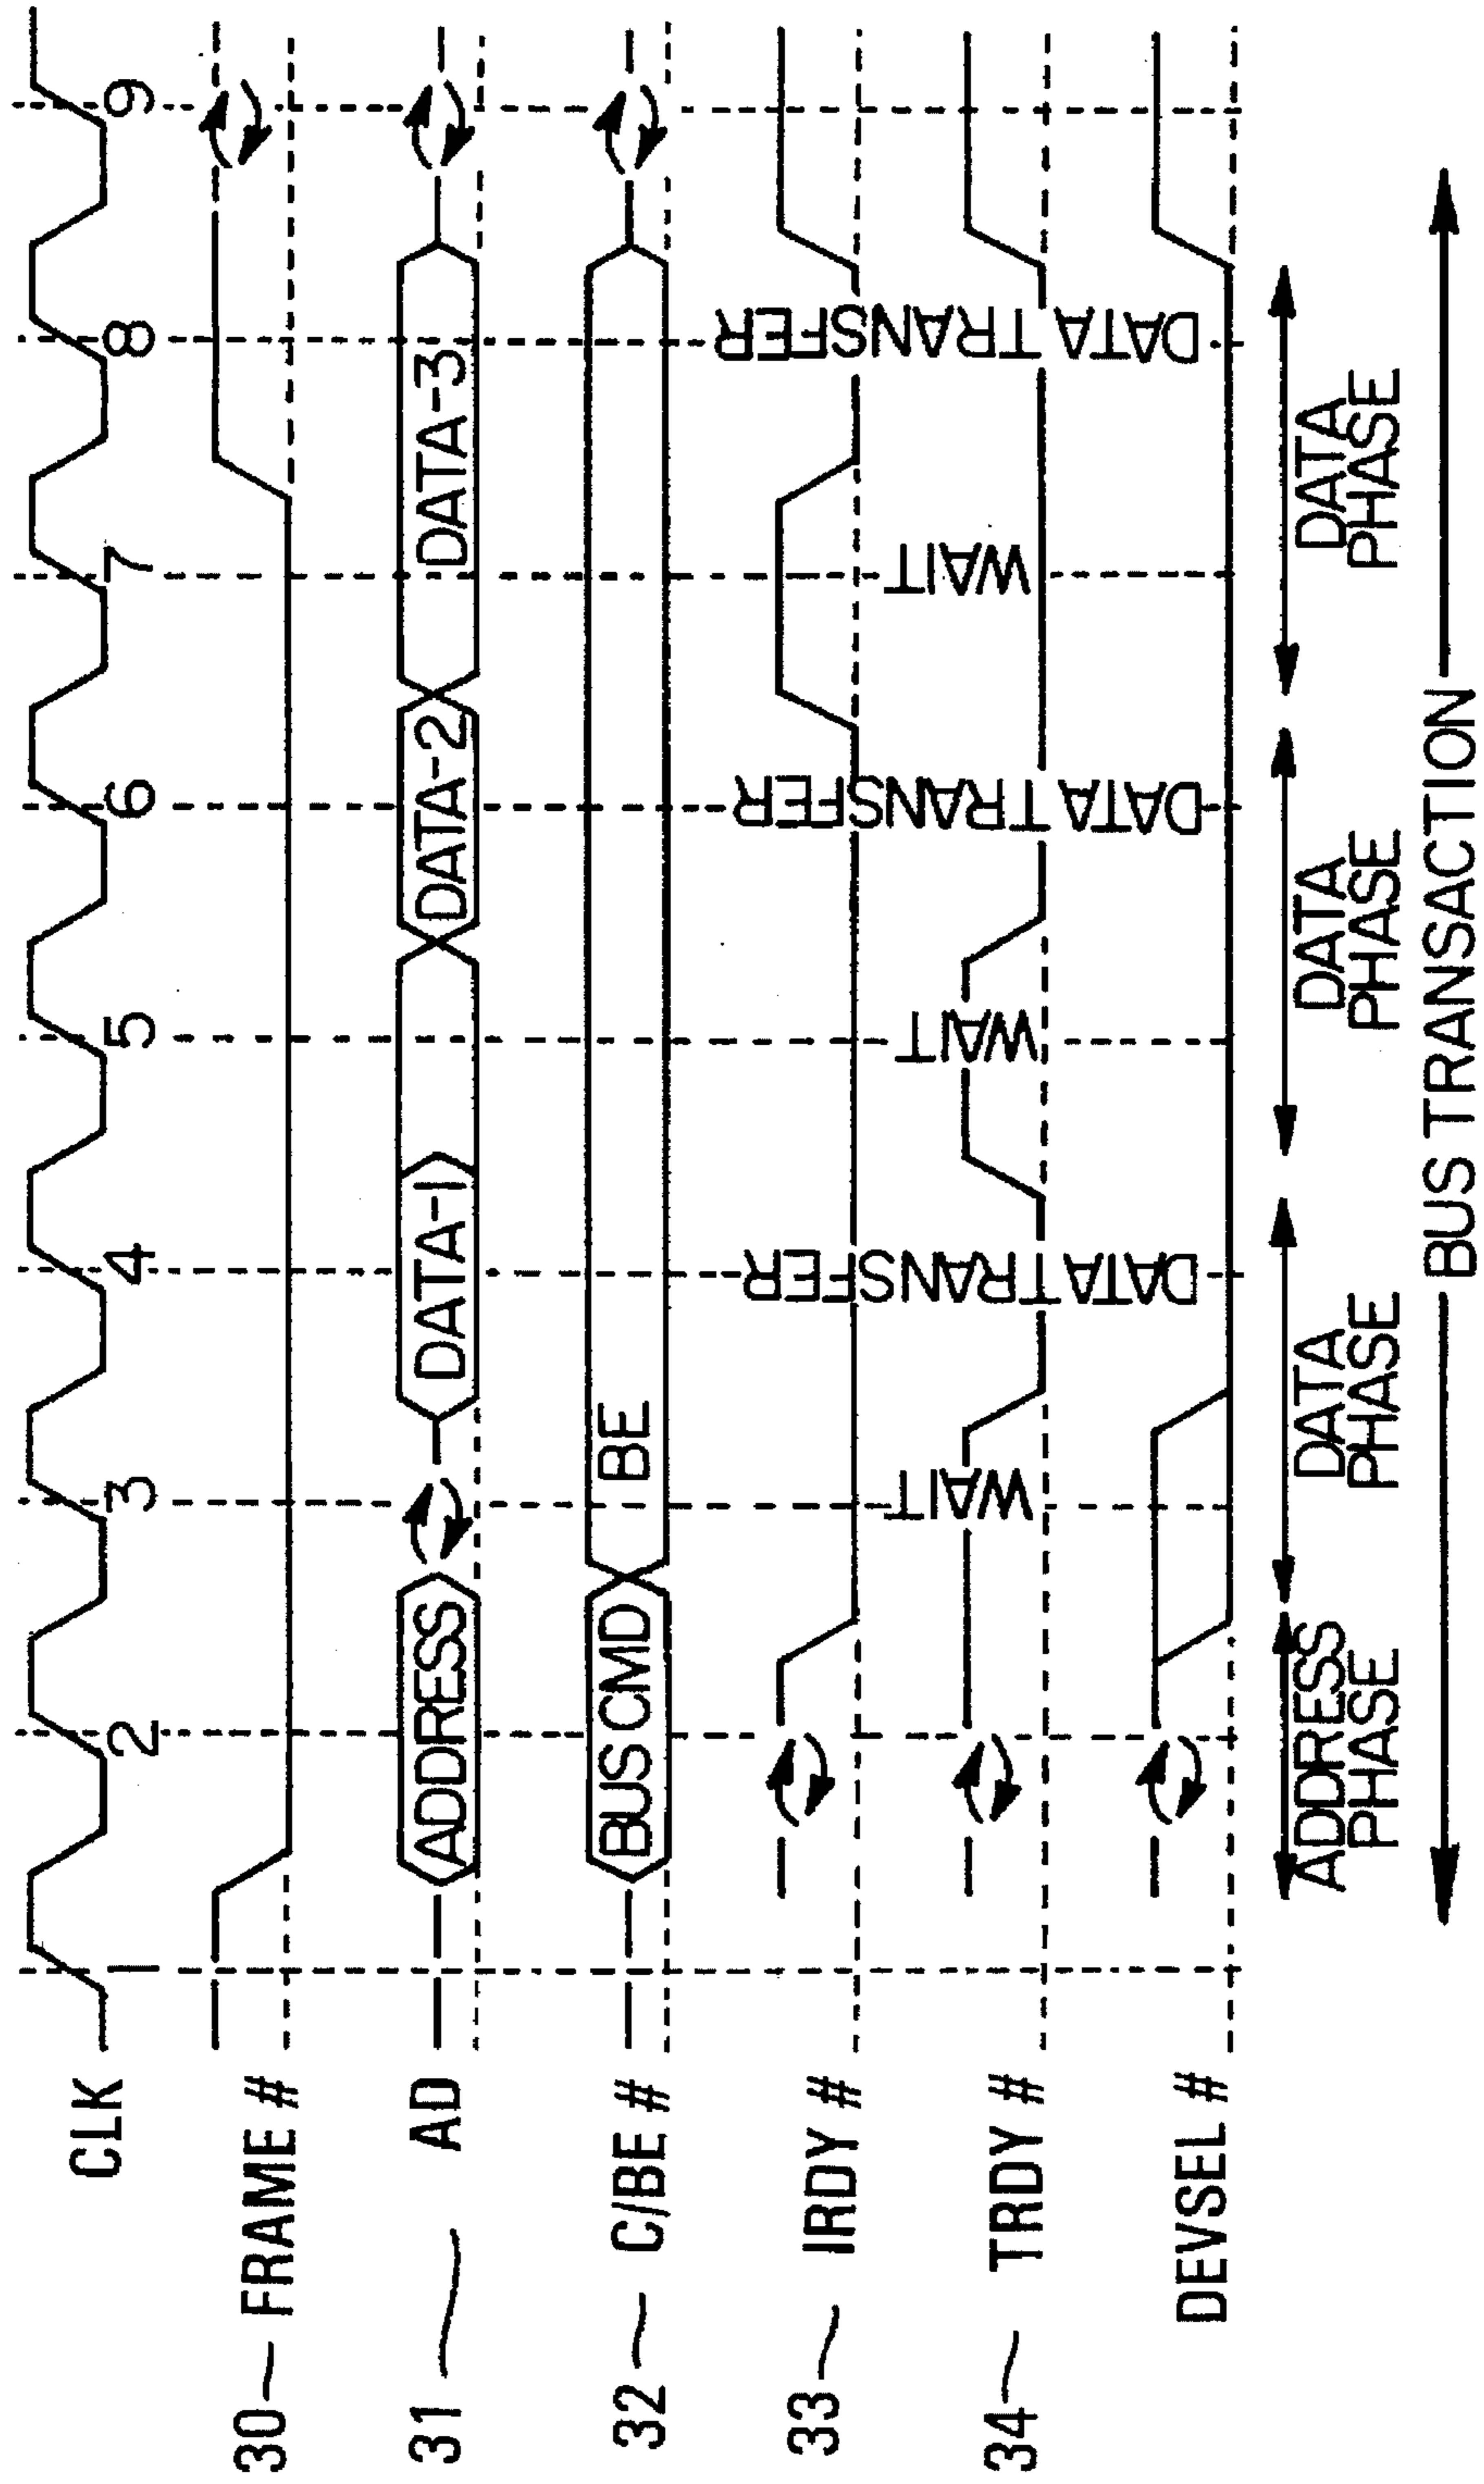 CLK
1 2 3 4 5 6 7 8 9
30 FRAME #
31 AD
ADDRESS DATA-1 DATA-2 DATA-3
32 C/BE #
BUS CMD BE
33 IRDY #
34 TRDY #
DEVSEL #
WAIT
DATA TRANSFER
WAIT
DATA TRANSFER
WAIT
DATA TRANSFER
ADDRESS
PHASE
DATA
PHASE
DATA
PHASE
DATA
PHASE
BUS TRANSACTION